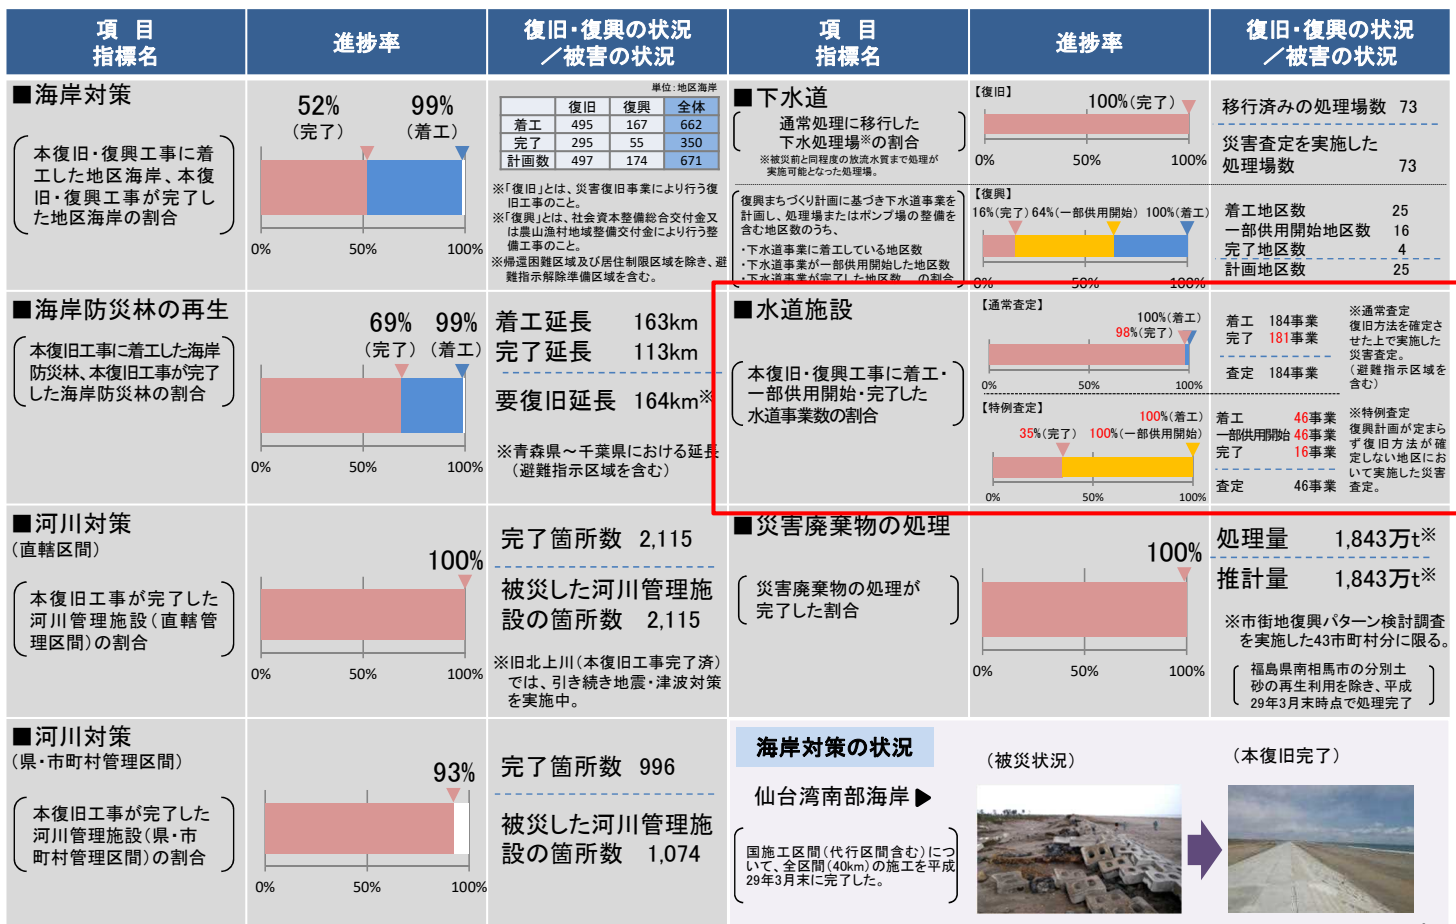 項 目
指標名
進捗率
復旧・復興の状況
／被害の状況
項 目
指標名
進捗率
復旧・復興の状況
／被害の状況
■海岸対策
本復旧・復興工事に着
工した地区海岸、本復
旧・復興工事が完了し
た地区海岸の割合
52%
(完了)
99%
(着工)
0%
50%
100%
単位：地区海岸
復旧 復興 全体
着工 495 167 662
完了 295 55 350
計画数 497 174 671
※「復旧」とは、災害復旧事業により行う復
旧工事のこと。
※「復興」とは、社会資本整備総合交付金又
は農山漁村地域整備交付金により行う整
備工事のこと。
※帰還困難区域及び居住制限区域を除き、避
難指示解除準備区域を含む。
■下水道
通常処理に移行した
下水処理場※の割合
※被災前と同程度の放流水質まで処理が
実施可能となった処理場。
【復旧】
100%(完了)
0%
50%
100%
移行済みの処理場数 73
災害査定を実施した
処理場数 73
復興まちづくり計画に基づき下水道事業を
計画し、処理場またはポンプ場の整備を
含む地区数のうち、
・下水道事業に着工している地区数
・下水道事業が一部供用開始した地区数
・下水道事業が完了した地区数 の割合
【復興】
16%(完了) 64%(一部供用開始) 100%(着工)
0%
50%
100%
着工地区数 25
一部供用開始地区数 16
完了地区数 4
計画地区数 25
■海岸防災林の再生
本復旧工事に着工した海岸
防災林、本復旧工事が完了
した海岸防災林の割合
69%
(完了)
99%
(着工)
0%
50%
100%
着工延長 163km
完了延長 113km
要復旧延長 164km※
※青森県～千葉県における延長
(避難指示区域を含む)
■水道施設
本復旧・復興工事に着工・
一部供用開始・完了した
水道事業数の割合
【通常査定】
100%(着工)
98%(完了)
0%
50%
100%
着工 184事業
完了 181事業
査定 184事業
※通常査定
復旧方法を確定さ
せた上で実施した
災害査定。
(避難指示区域を
含む)
【特例査定】
100%(着工)
35%(完了) 100%(一部供用開始)
0%
50%
100%
着工 46事業
一部供用開始 46事業
完了 16事業
査定 46事業
※特例査定
復興計画が定まら
ず復旧方法が確
定しない地区にお
いて実施した災害
査定。
■河川対策
(直轄区間)
本復旧工事が完了した
河川管理施設(直轄管
理区間)の割合
100%
0%
50%
100%
完了箇所数 2,115
被災した河川管理施
設の箇所数 2,115
※旧北上川(本復旧工事完了済)
では、引き続き地震・津波対策
を実施中。
■災害廃棄物の処理
災害廃棄物の処理が
完了した割合
100%
0%
50%
100%
処理量 1,843万t※
推計量 1,843万t※
※市街地復興パターン検討調査
を実施した43市町村分に限る。
福島県南相馬市の分別土
砂の再生利用を除き、平成
29年3月末時点で処理完了
■河川対策
(県・市町村管理区間)
本復旧工事が完了した
河川管理施設(県・市
町村管理区間)の割合
93%
0%
50%
100%
完了箇所数 996
被災した河川管理施
設の箇所数 1,074
海岸対策の状況
仙台湾南部海岸▶
国施工区間(代行区間含む)につ
いて、全区間(40km)の施工を平成
29年3月末に完了した。
(被災状況)
(本復旧完了)